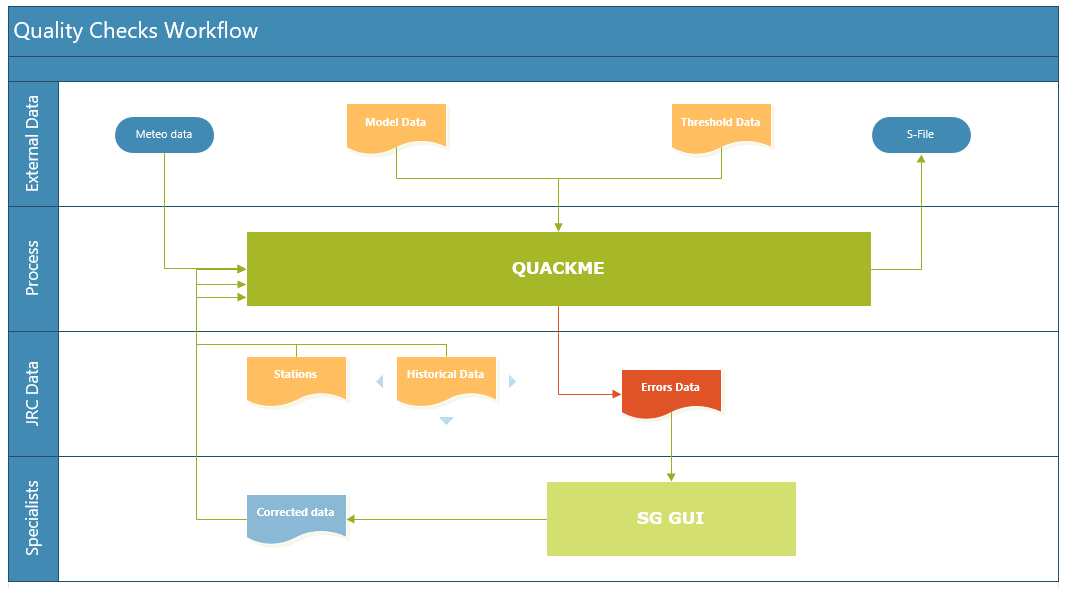 Quality Checks Workflow
External Data
Meteo data
Model Data
Threshold Data
S-File
Process
QUACKME
JRC Data
Stations
Historical Data
Errors Data
Specialists
Corrected data
SG GUI